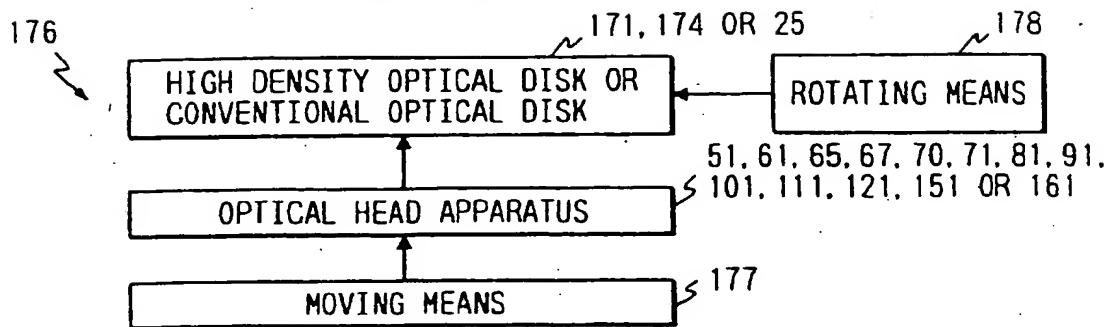 176
171, 174 OR 25
178
HIGH DENSITY OPTICAL DISK OR
CONVENTIONAL OPTICAL DISK
ROTATING MEANS
51, 61, 65, 67, 70, 71, 81, 91,
101, 111, 121, 151 OR 161
OPTICAL HEAD APPARATUS
177
MOVING MEANS